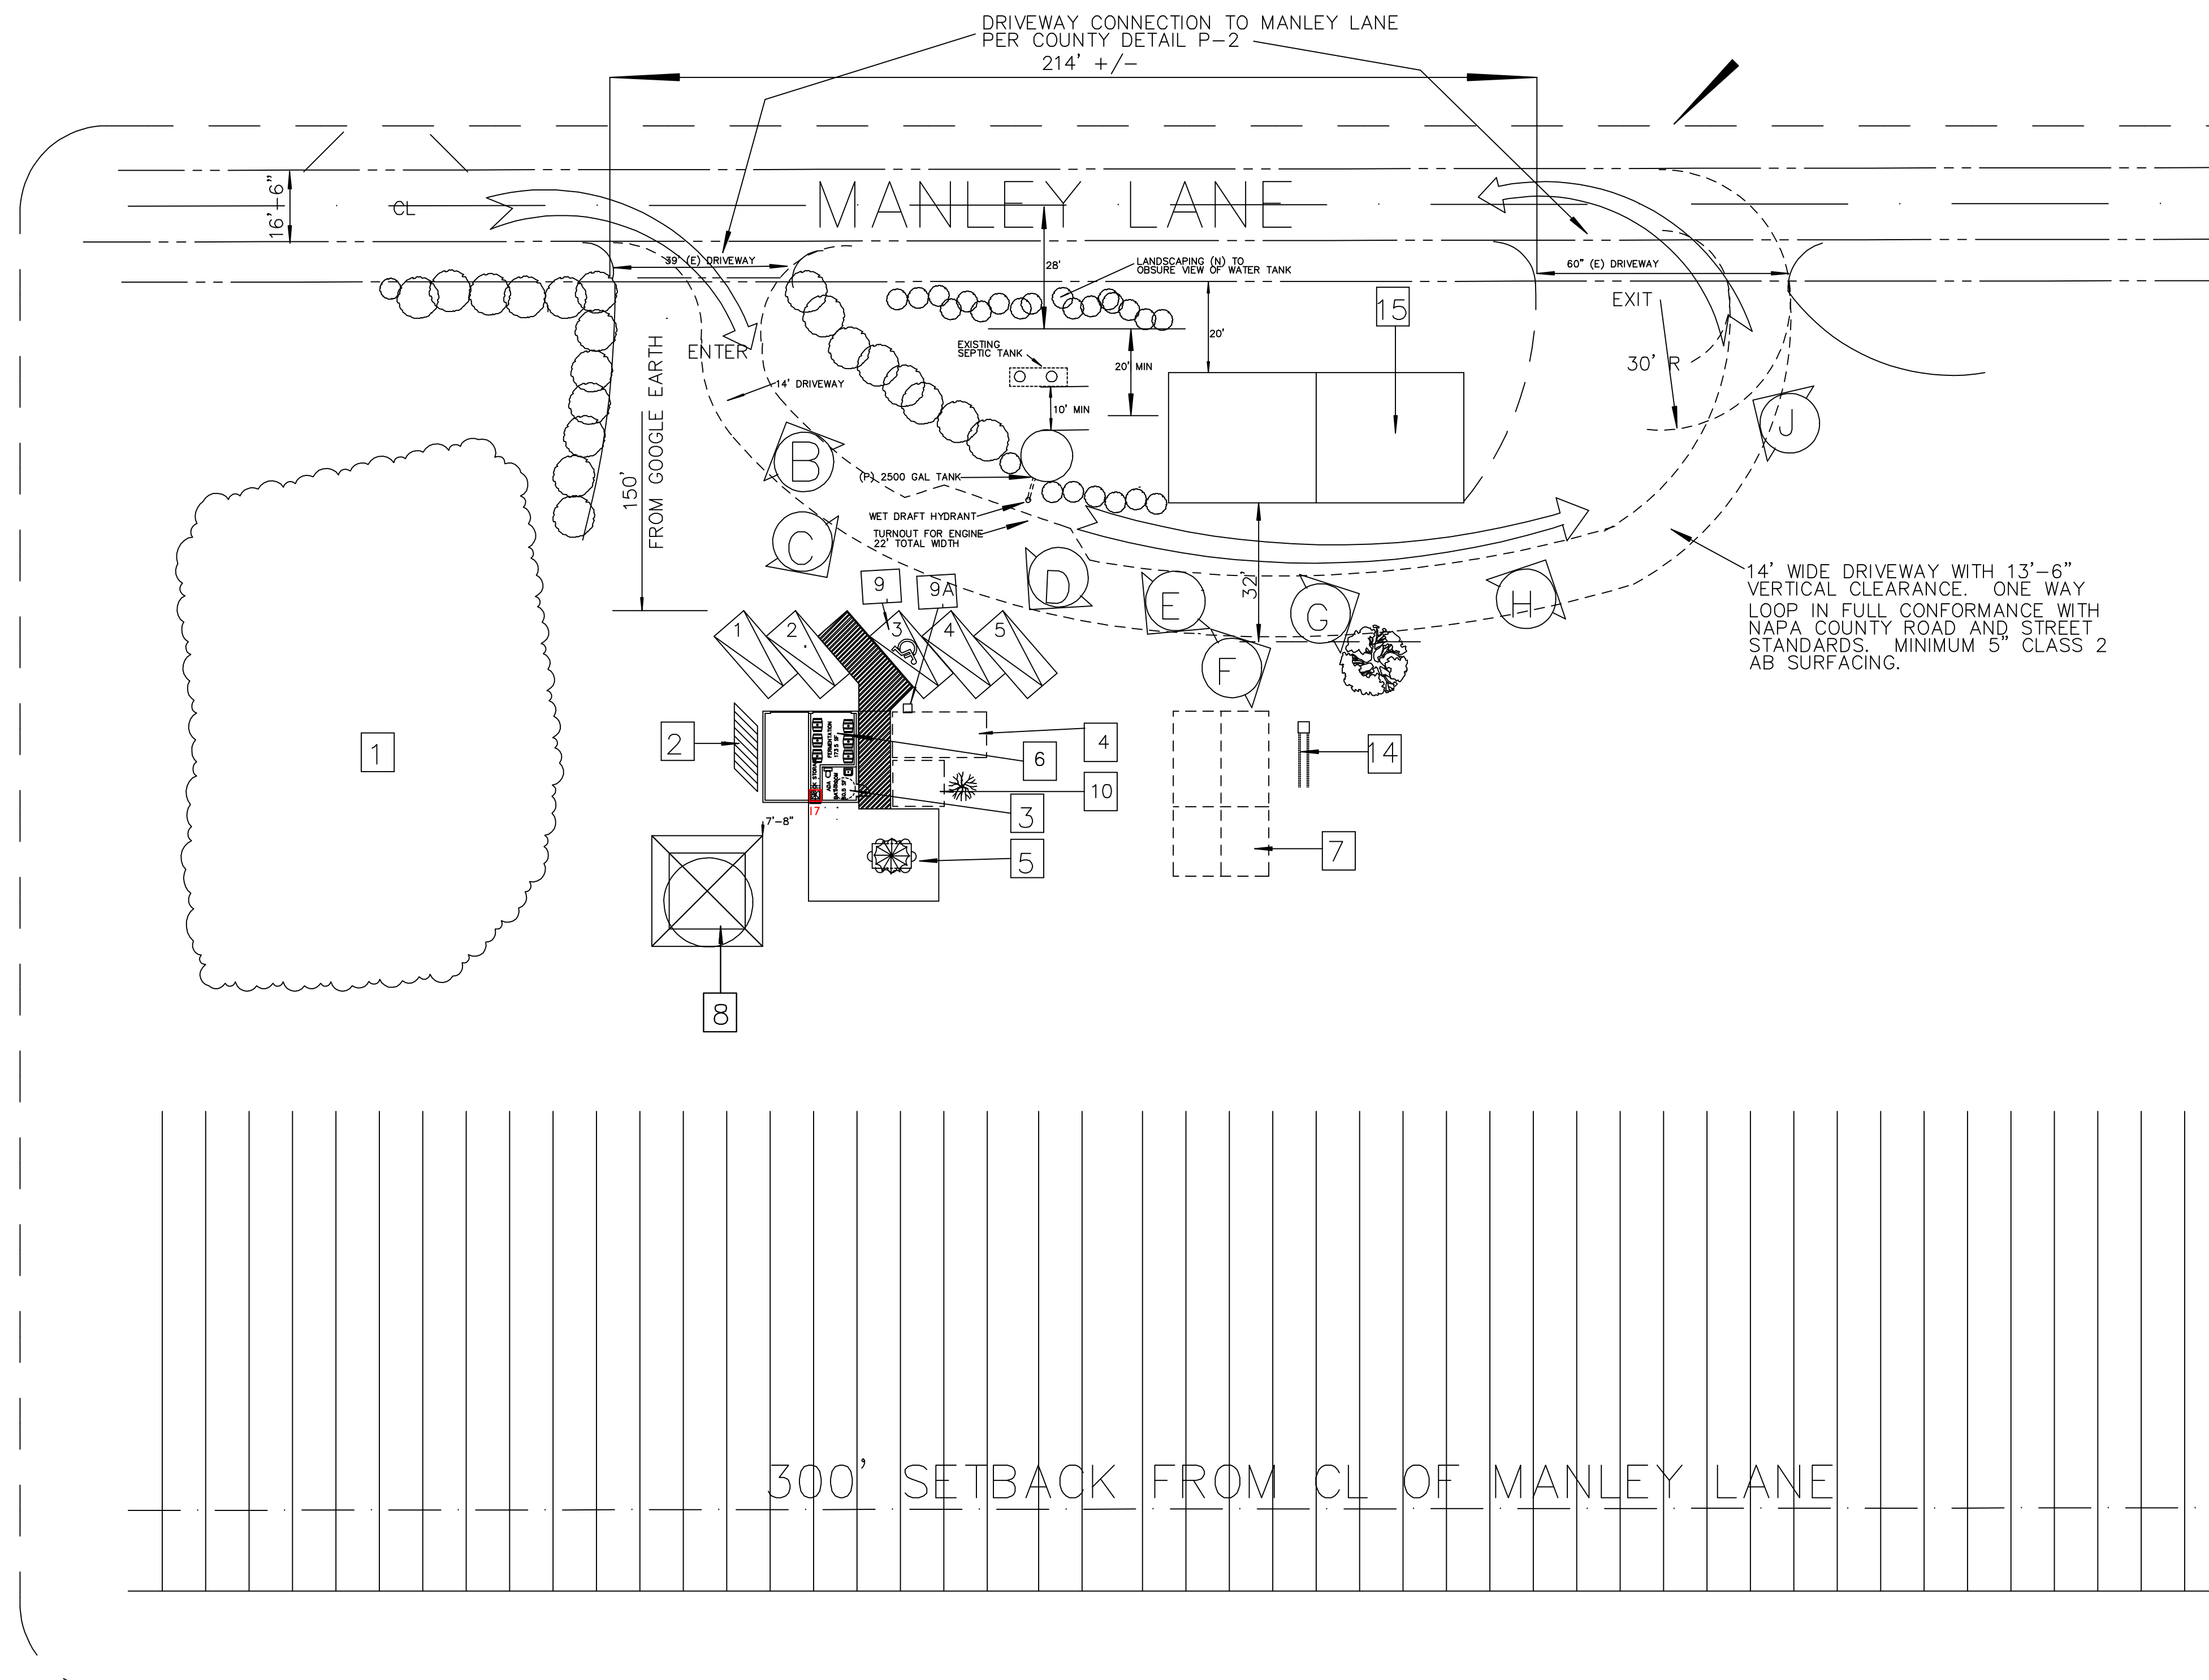 DRIVEWAY CONNECTION TO MANLEY LANE
PER COUNTY DETAIL P-2
214' +/-
16'-6"
CL
MANLEY LANE
39' (E) DRIVEWAY
28'
LANDSCAPING (N) TO
OBSURE VIEW OF WATER TANK
60" (E) DRIVEWAY
EXIT
15
20'
ENTER
EXISTING
SEPTIC TANK
20' MIN
30' R
14' DRIVEWAY
10' MIN
150'
FROM GOOGLE EARTH
J
B
(P) 2500 GAL TANK
WET DRAFT HYDRANT
TURNOUT FOR ENGINE
22' TOTAL WIDTH
C
D
E
32'
G
H
F
14' WIDE DRIVEWAY WITH 13'-6"
VERTICAL CLEARANCE. ONE WAY
LOOP IN FULL CONFORMANCE WITH
NAPA COUNTY ROAD AND STREET
STANDARDS. MINIMUM 5" CLASS 2
AB SURFACING.
9
9A
1
2
3
4
5
1
2
FERMENTATION
1735 SF
ADA
BATHROOM
17
6
4
10
3
5
14
7
7'-8"
8
300' SETBACK FROM CL OF MANLEY LANE